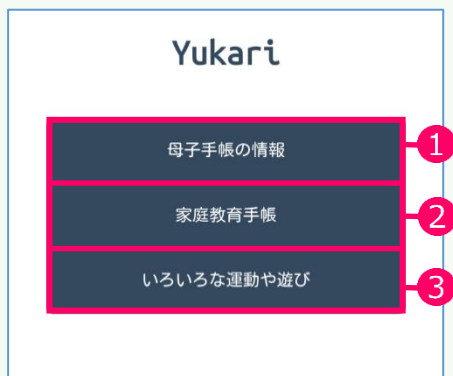 Yukari
母子手帳の情報
1
家庭教育手帳
2
いろいろな運動や遊び
3